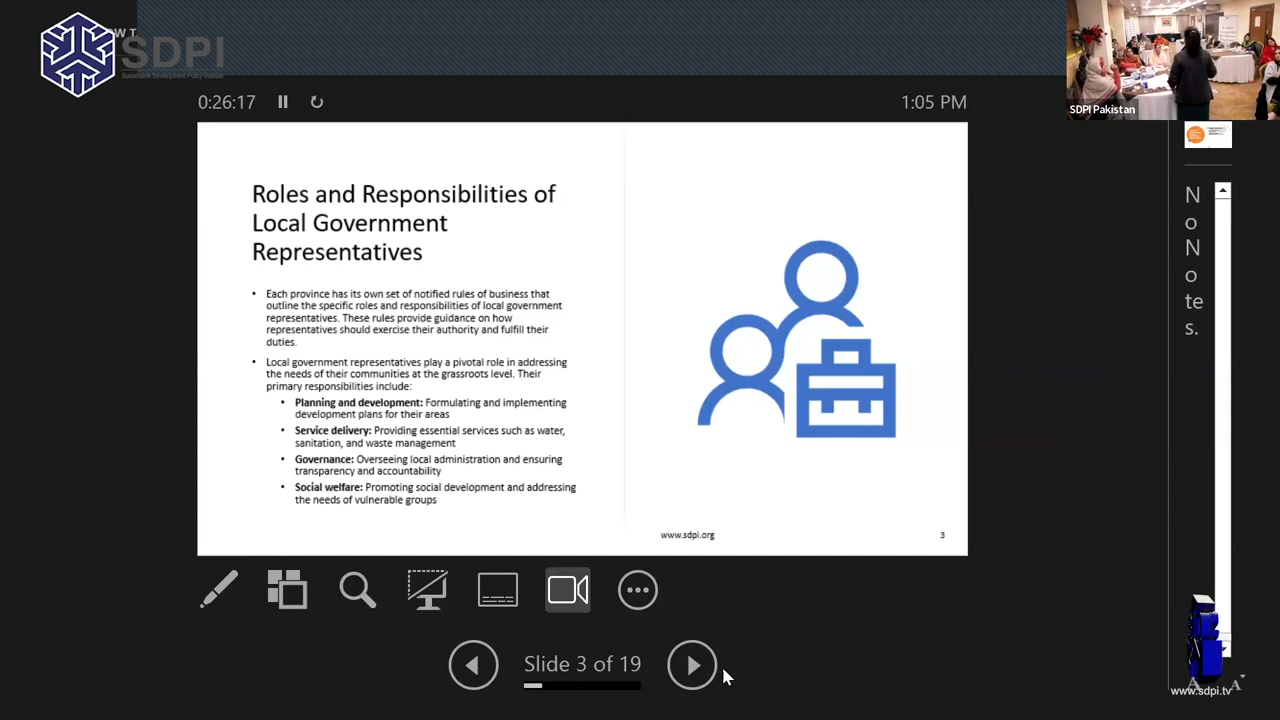 W T
SDPI
Sustainable Development Policy Institute
SDPI Pakistan
0:26:17
1:05 PM
Roles and Responsibilities of
Local Government
Representatives
• Each province has its own set of notified rules of business that
outline the specific roles and responsibilities of local government
representatives. These rules provide guidance on how
representatives should exercise their authority and fulfill their
duties.
• Local government representatives play a pivotal role in addressing
the needs of their communities at the grassroots level. Their
primary responsibilities include:
• Planning and development: Formulating and implementing
development plans for their areas
• Service delivery: Providing essential services such as water,
sanitation, and waste management
• Governance: Overseeing local administration and ensuring
transparency and accountability
• Social welfare: Promoting social development and addressing
the needs of vulnerable groups
www.sdpi.org
3
N
o
N
o
te
s.
Slide 3 of 19
A A
www.sdpi.tv